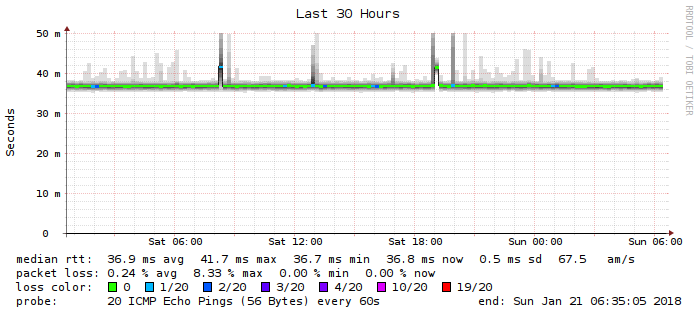 Last 30 Hours
RRDTOOL / TOBI OETIKER
Seconds
50 m
40 m
30 m
20 m
10 m
0
Sat 06:00 Sat 12:00 Sat 18:00 Sun 00:00 Sun 06:00
median rtt: 36.9 ms avg 41.7 ms max 36.7 ms min 36.8 ms now 0.5 ms sd 67.5 am/s
packet loss: 0.24 % avg 8.33 % max 0.00 % min 0.00 % now
loss color: 0 1/20 2/20 3/20 4/20 10/20 19/20
probe: 20 ICMP Echo Pings (56 Bytes) every 60s end: Sun Jan 21 06:35:05 2018